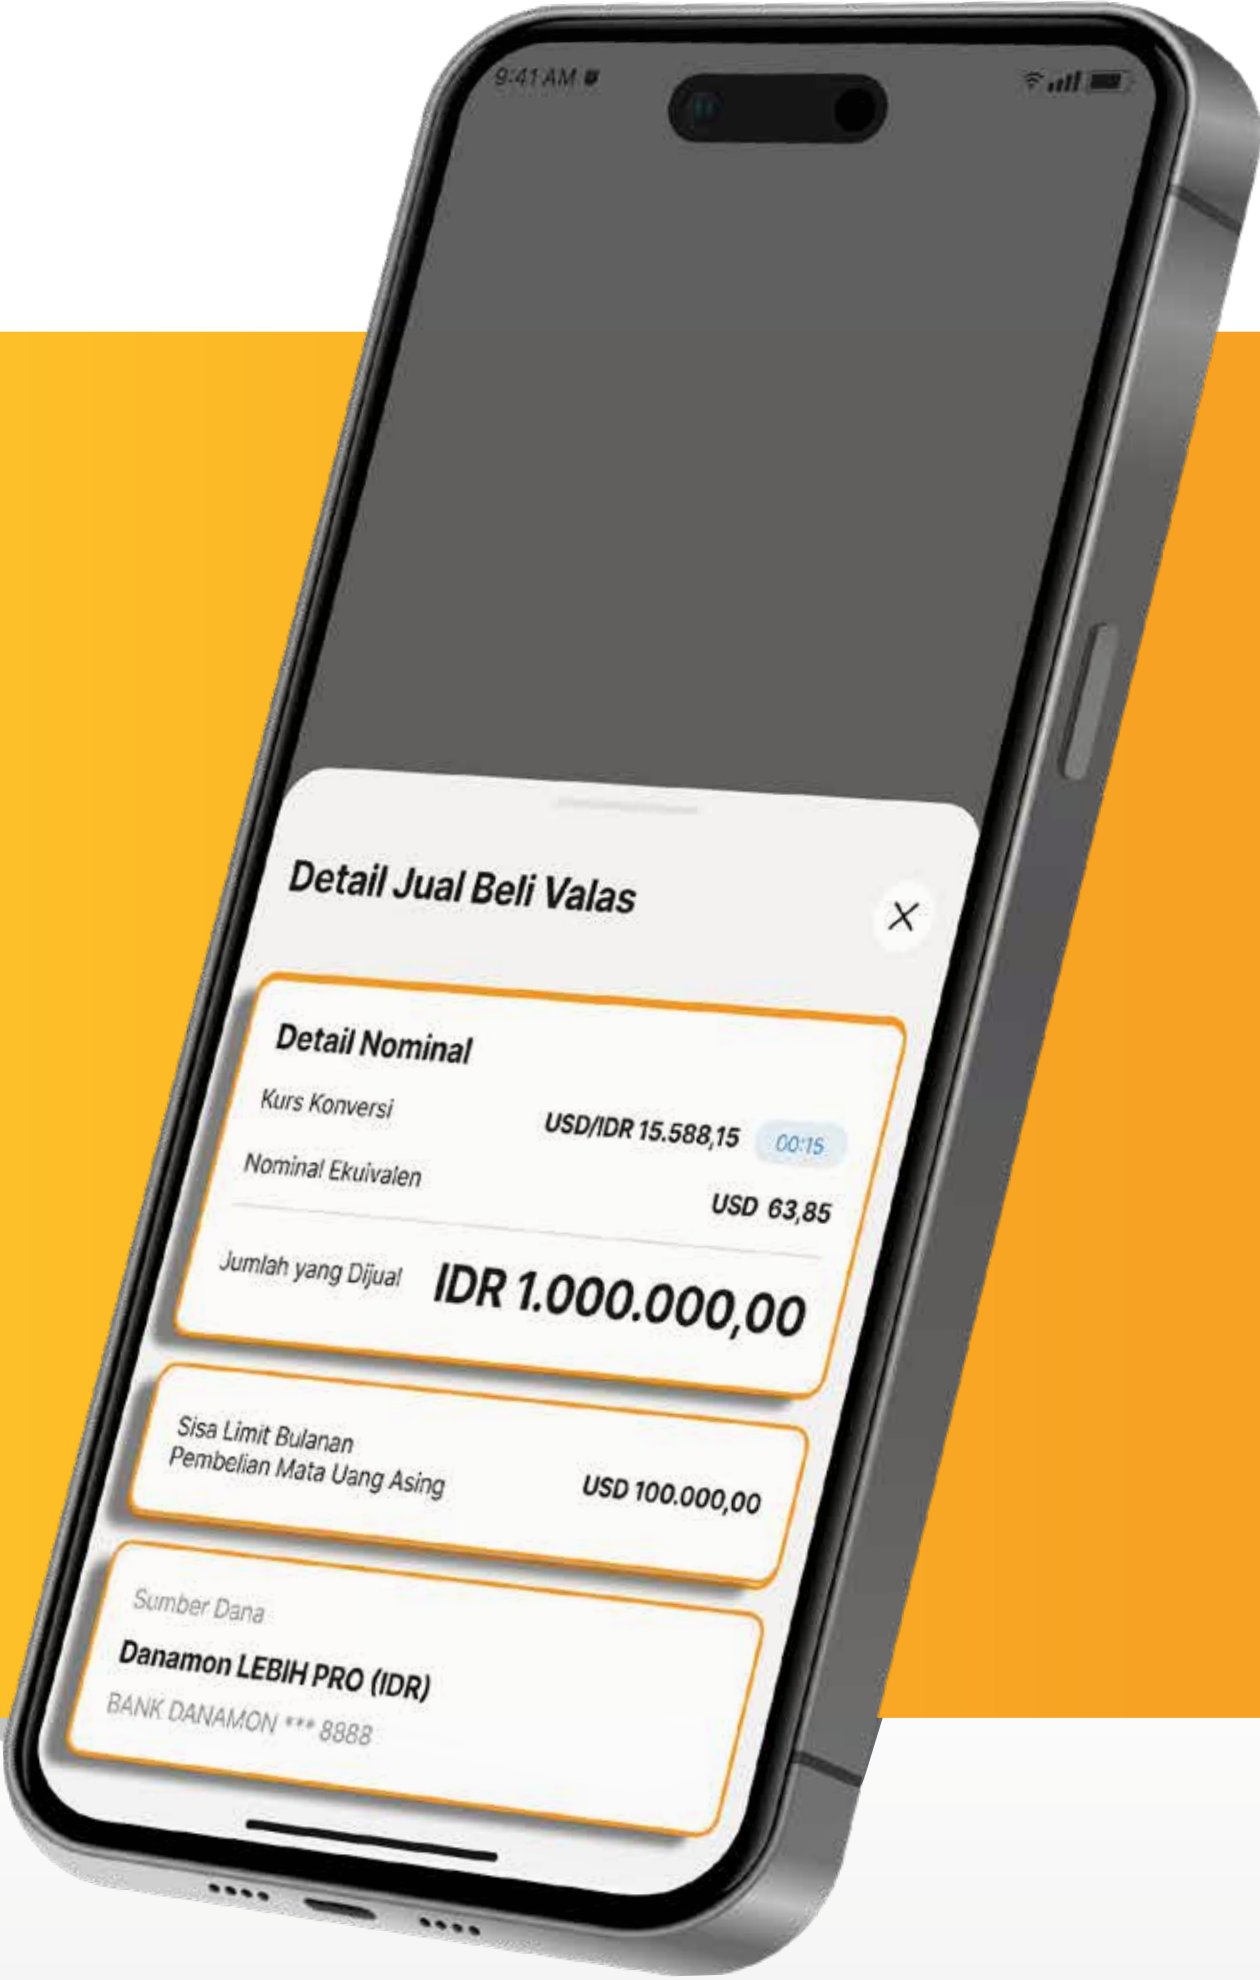 9:41 AM
Detail Jual Beli Valas
Detail Nominal
Kurs Konversi
USD/IDR 15.588,15 00:15
Nominal Ekuivalen
USD 63,85
Jumlah yang Dijual IDR 1.000.000,00
Sisa Limit Bulanan
Pembelian Mata Uang Asing
USD 100.000,00
Sumber Dana
Danamon LEBIH PRO (IDR)
BANK DANAMON *** 8888